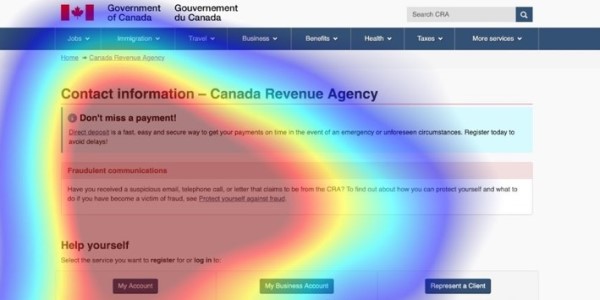 Government of Canada
Gouvernement du Canada
Search CRA
Jobs Immigration Travel Business Benefits Health Taxes More services
Home → Canada Revenue Agency
Contact information – Canada Revenue Agency
Don't miss a payment!
Direct deposit is a fast, easy and secure way to get your payments on time in the event of an emergency or unforeseen circumstances. Register today to
avoid delays!
Fraudulent communications
Have you received a suspicious email, telephone call, or letter that claims to be from the CRA? To find out about how you can protect yourself and what to
do if you have become a victim of fraud, see Protect yourself against fraud.
Help yourself
Select the service you want to register for or log in to:
My Account My Business Account Represent a Client